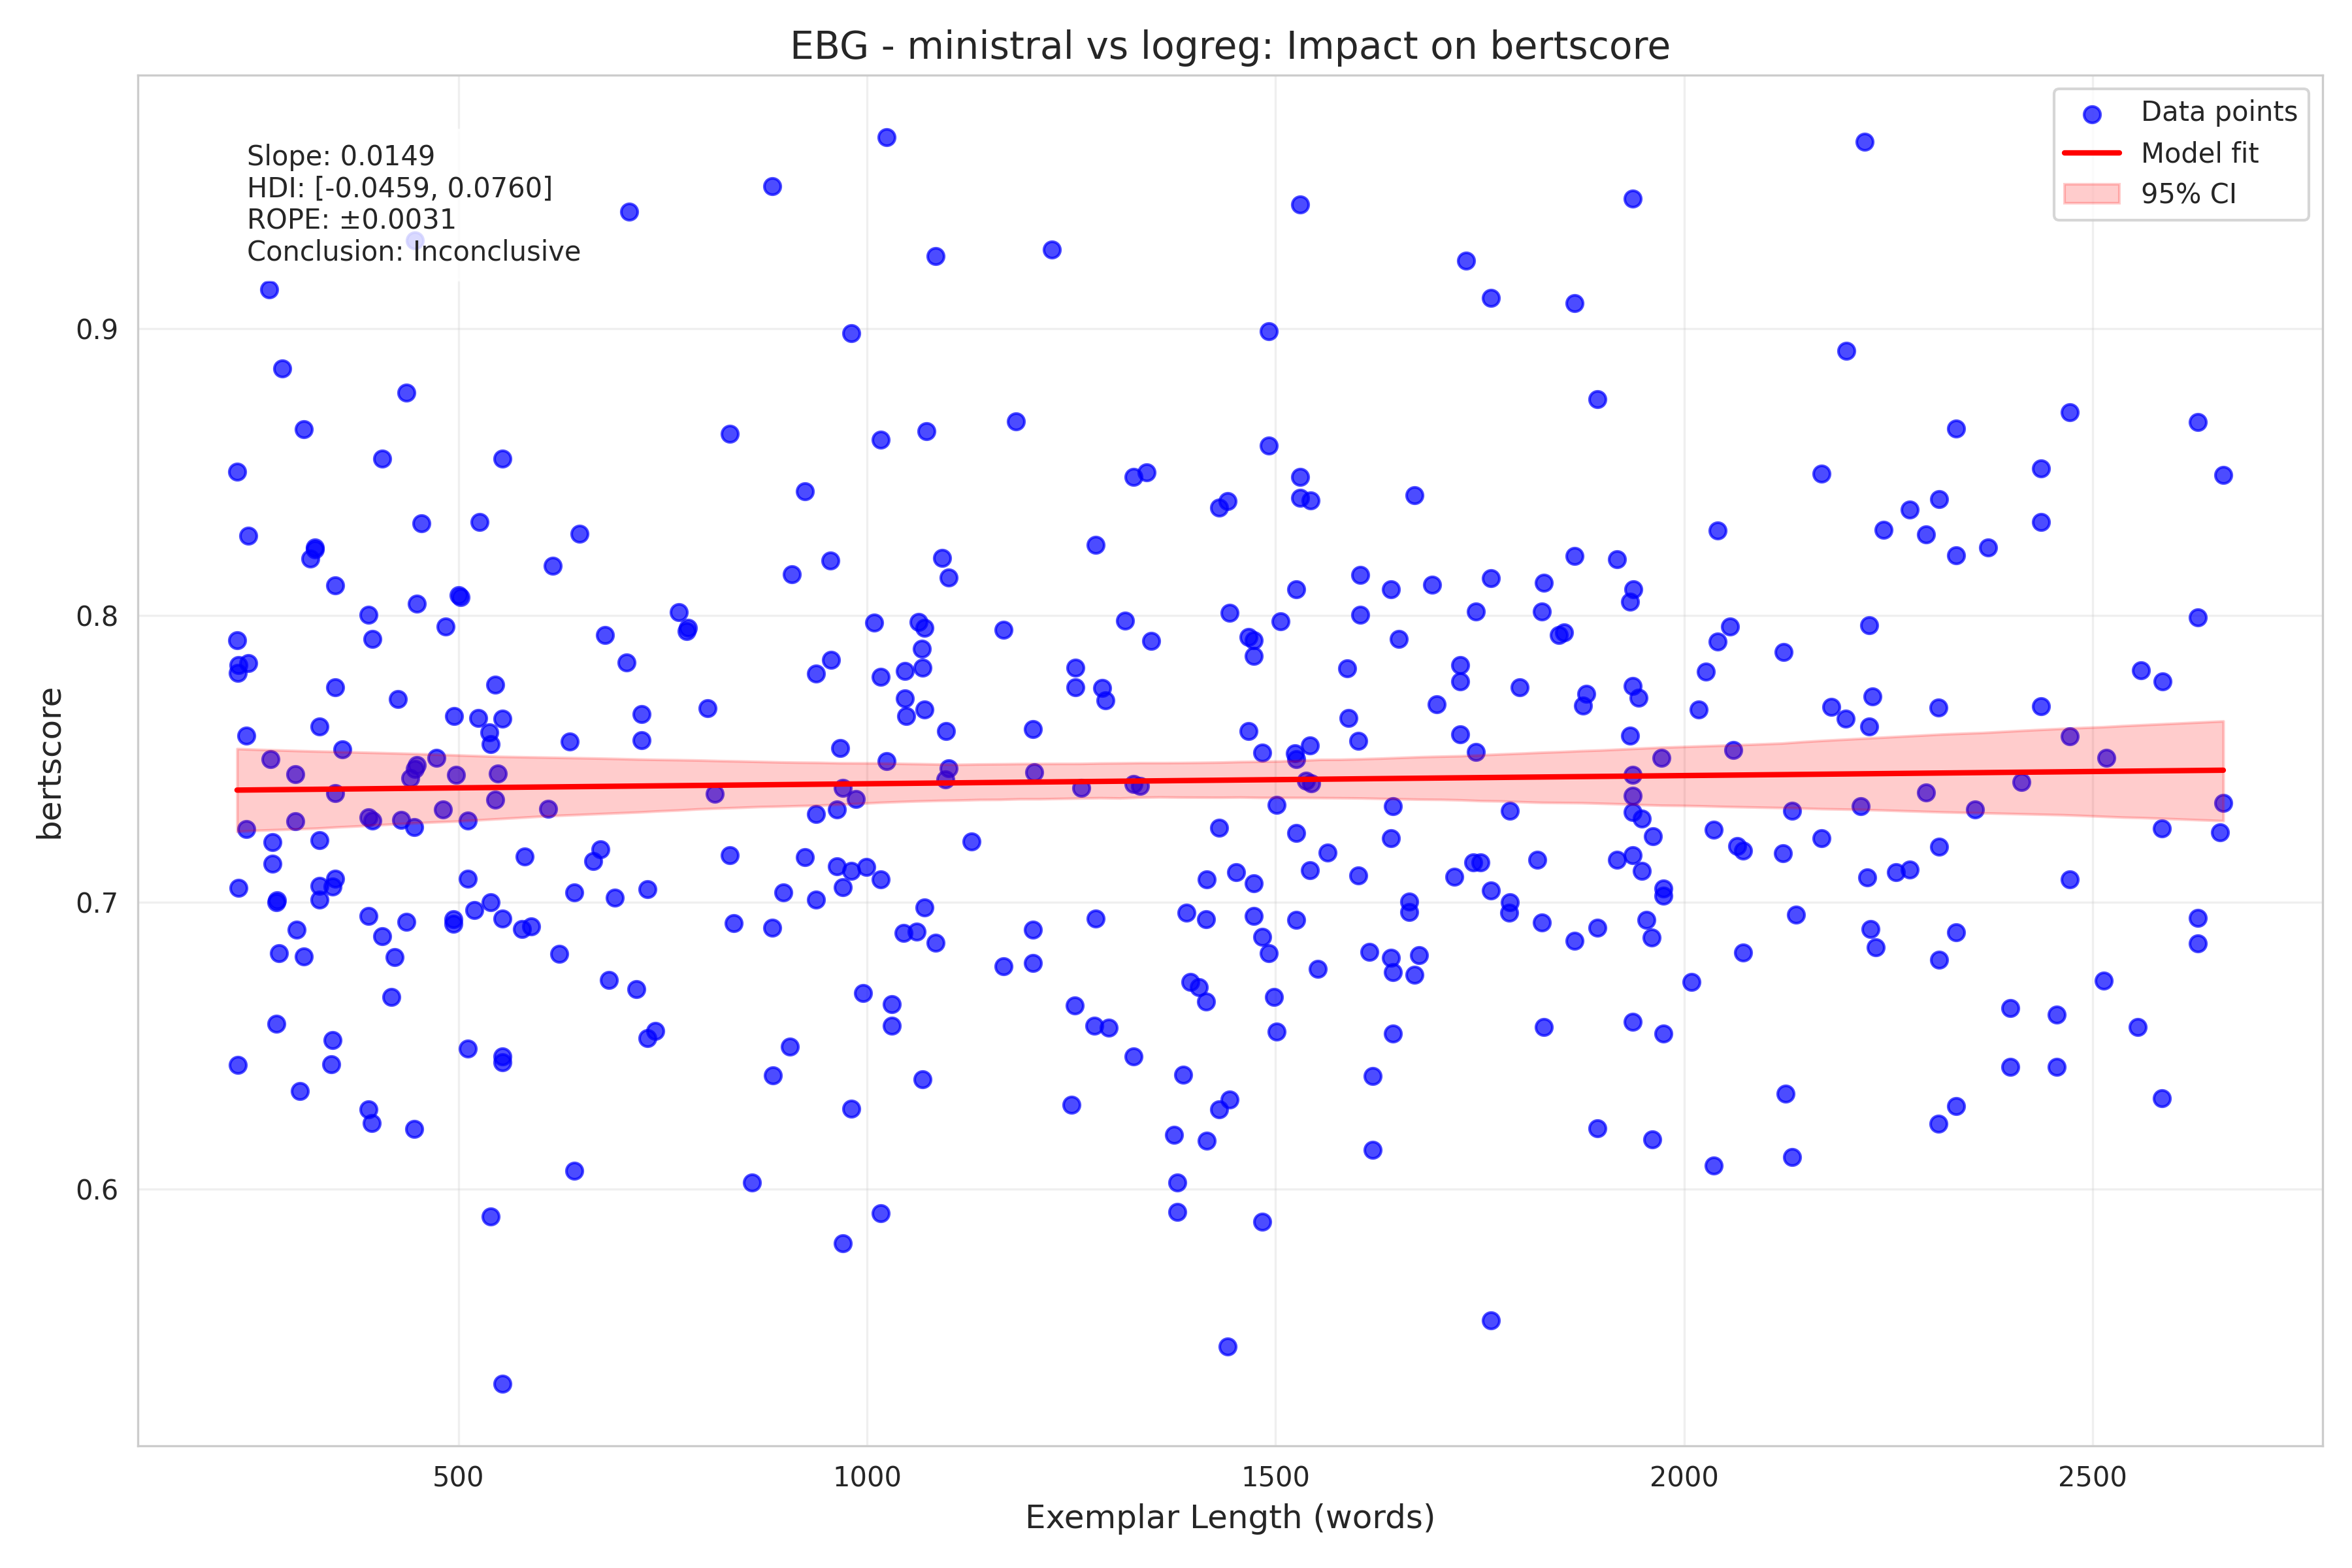 EBG - ministral vs logreg: Impact on bertscore
Slope: 0.0149
HDI: [-0.0459, 0.0760]
ROPE: ±0.0031
Conclusion: Inconclusive
Data points
Model fit
95% CI
bertscore
0.9
0.8
0.7
0.6
500
1000
1500
2000
2500
Exemplar Length (words)